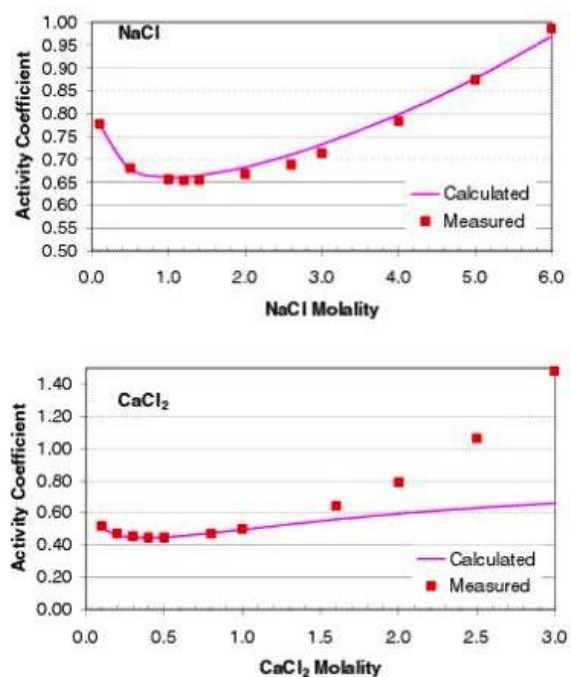 NaCl
Activity Coefficient
1.00
0.95
0.90
0.85
0.80
0.75
0.70
0.65
0.60
0.55
0.50
Calculated
Measured
0.0 1.0 2.0 3.0 4.0 5.0 6.0
NaCl Molality
CaCl₂
Activity Coefficient
1.40
1.20
1.00
0.80
0.60
0.40
0.20
0.00
Calculated
Measured
0.0 0.5 1.0 1.5 2.0 2.5 3.0
CaCl₂ Molality